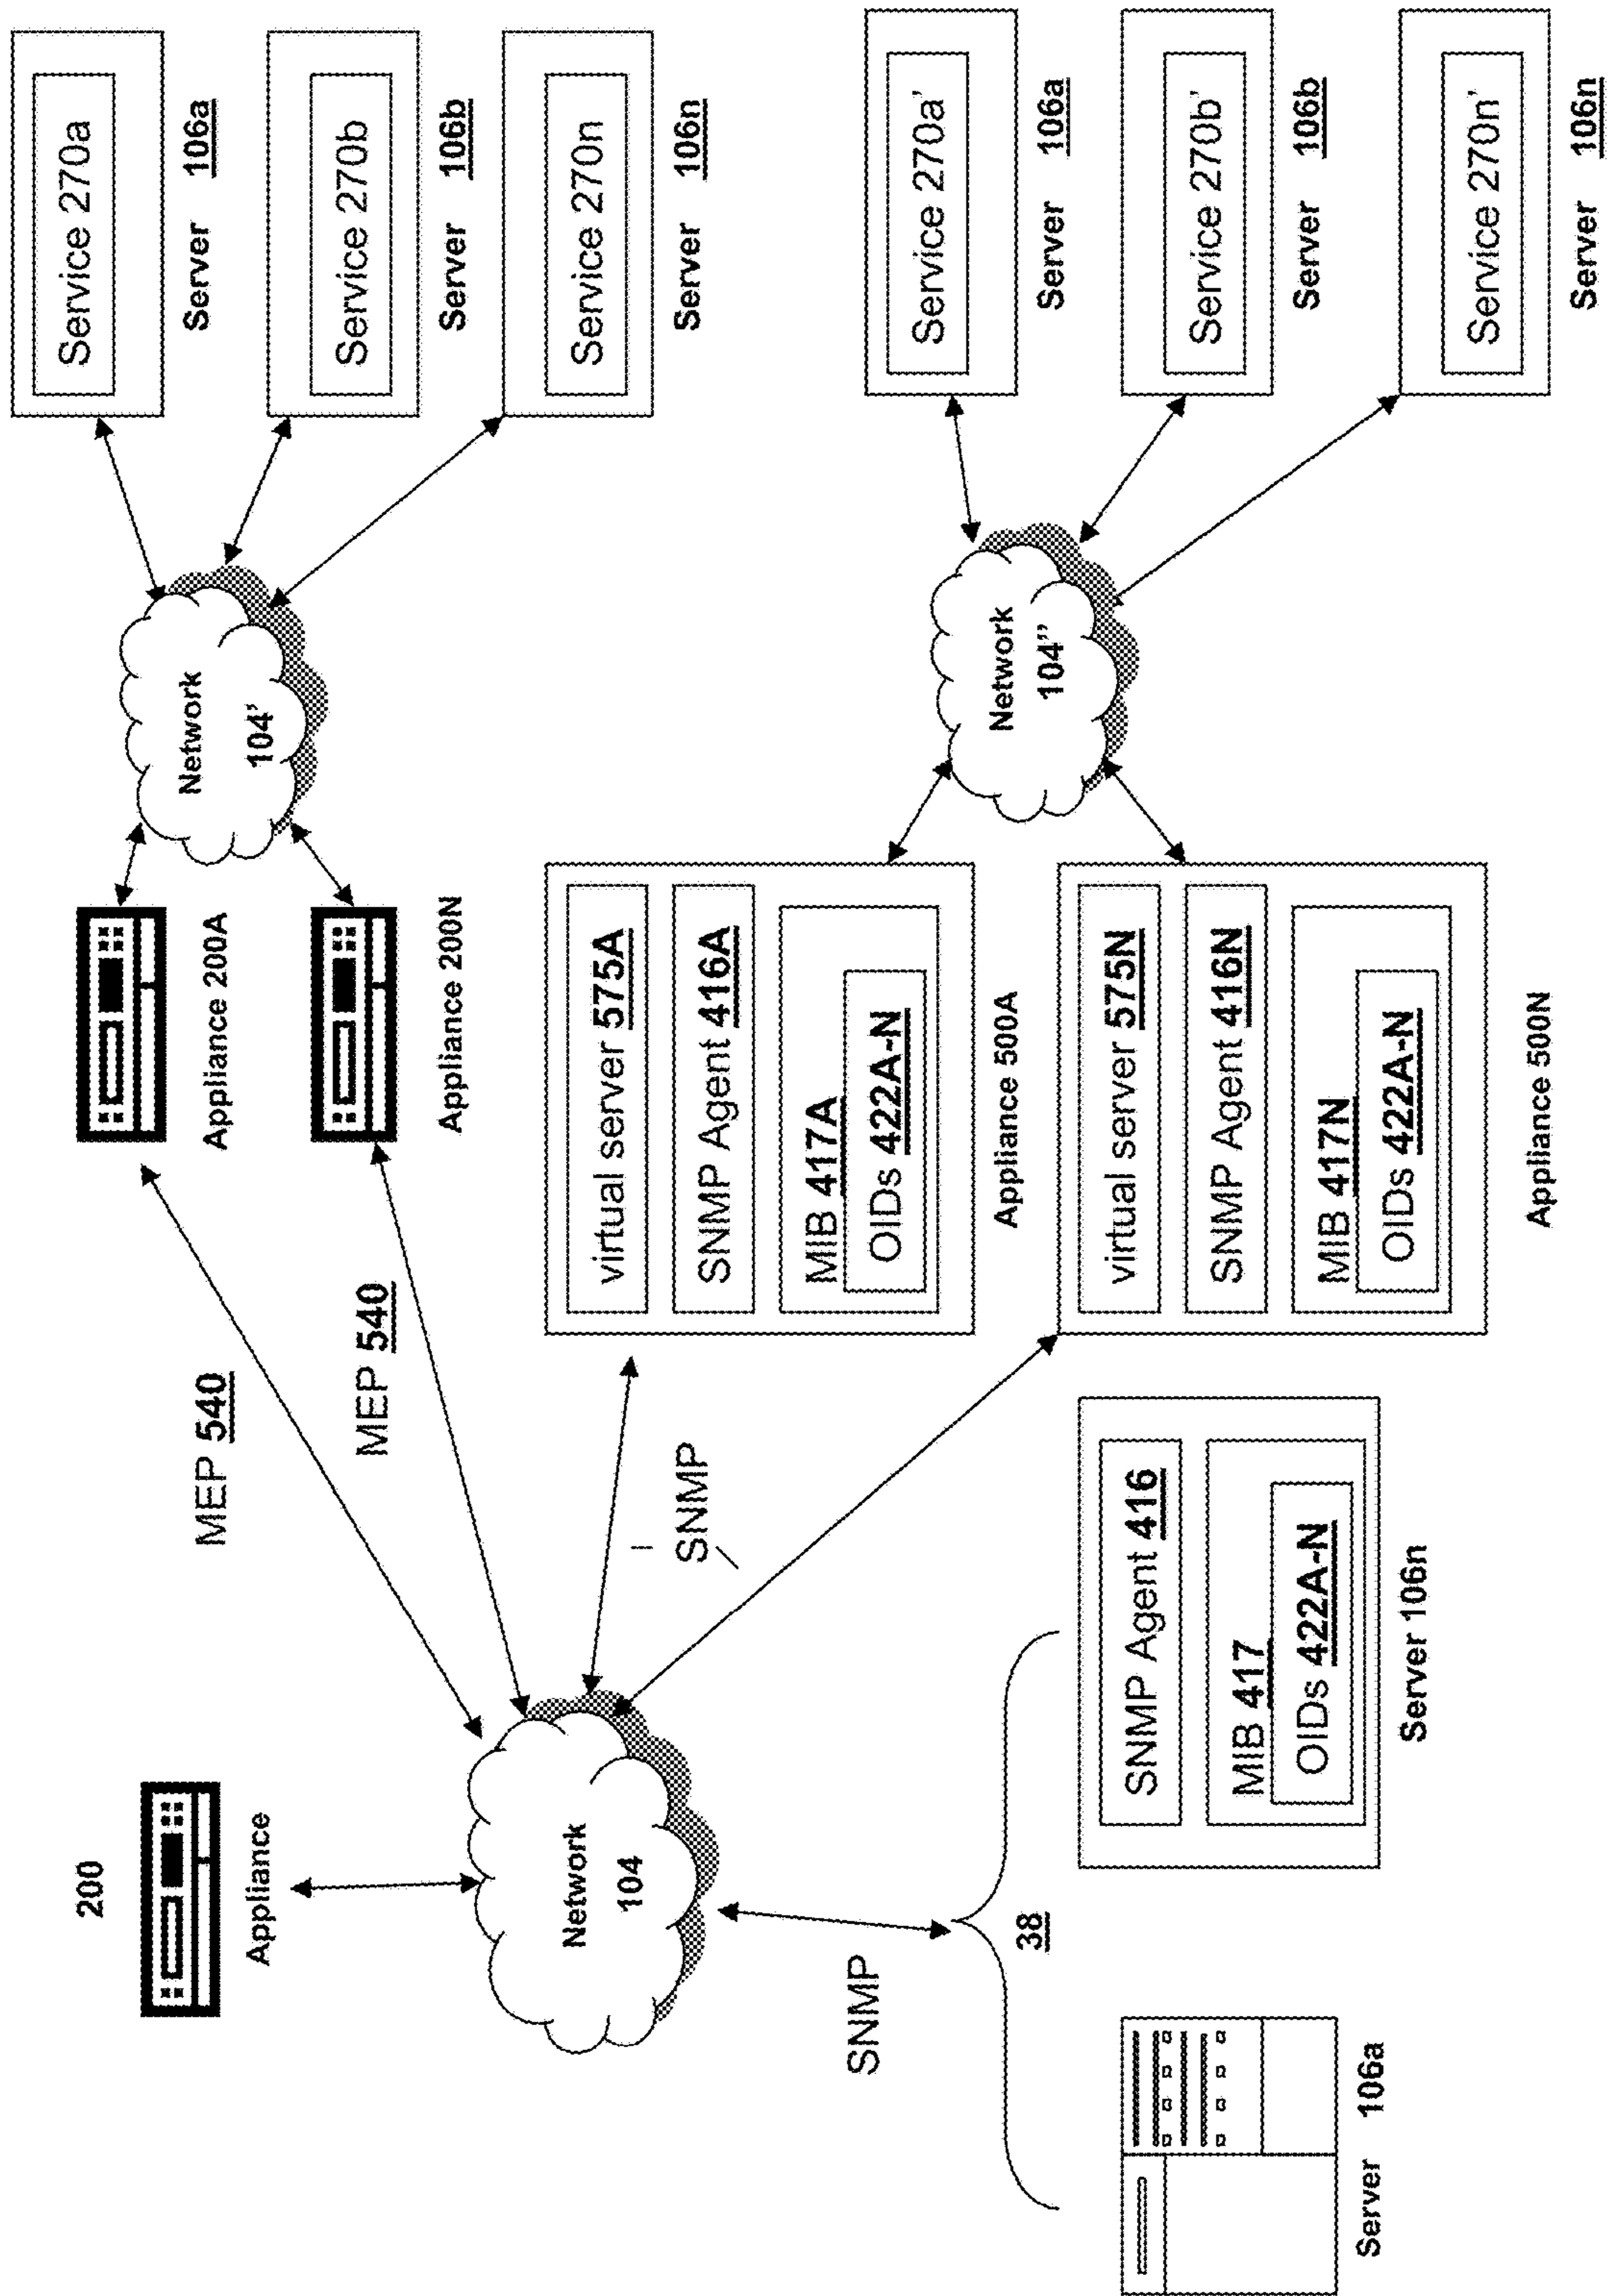 200
Appliance
Network
104
MEP 540
MEP 540
SNMP
SNMP
38
Server 106a
SNMP Agent 416
MIB 417
OIDs 422A-N
Server 106n
Appliance 200A
Appliance 200N
virtual server 575A
SNMP Agent 416A
MIB 417A
OIDs 422A-N
Appliance 500A
virtual server 575N
SNMP Agent 416N
MIB 417N
OIDs 422A-N
Appliance 500N
Network
104'
Network
104''
Service 270a
Server 106a
Service 270b
Server 106b
Service 270n
Server 106n
Service 270a'
Server 106a
Service 270b'
Server 106b
Service 270n'
Server 106n